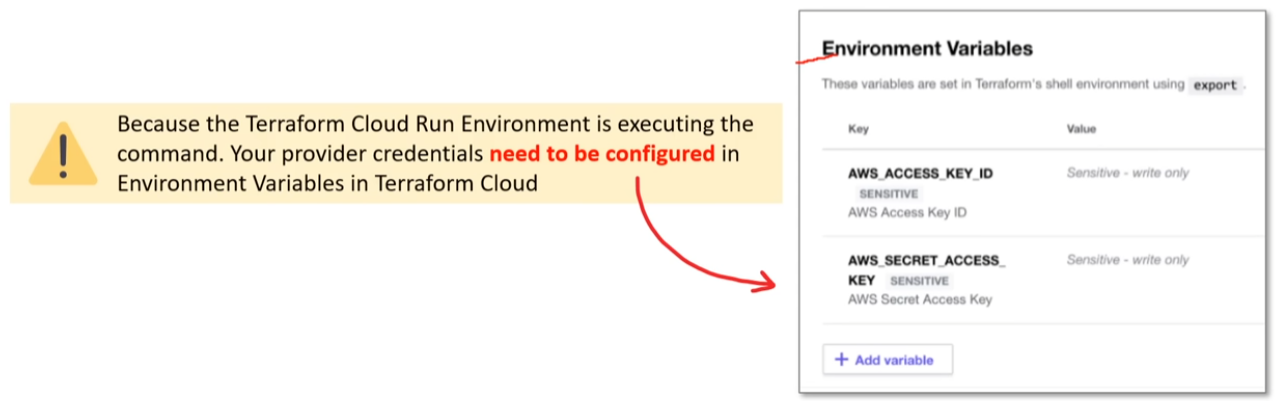 Because the Terraform Cloud Run Environment is executing the
command. Your provider credentials need to be configured in
Environment Variables in Terraform Cloud
Environment Variables
These variables are set in Terraform's shell environment using export .
Key Value
AWS_ACCESS_KEY_ID Sensitive - write only
SENSITIVE
AWS Access Key ID
AWS_SECRET_ACCESS_ Sensitive - write only
KEY SENSITIVE
AWS Secret Access Key
+ Add variable